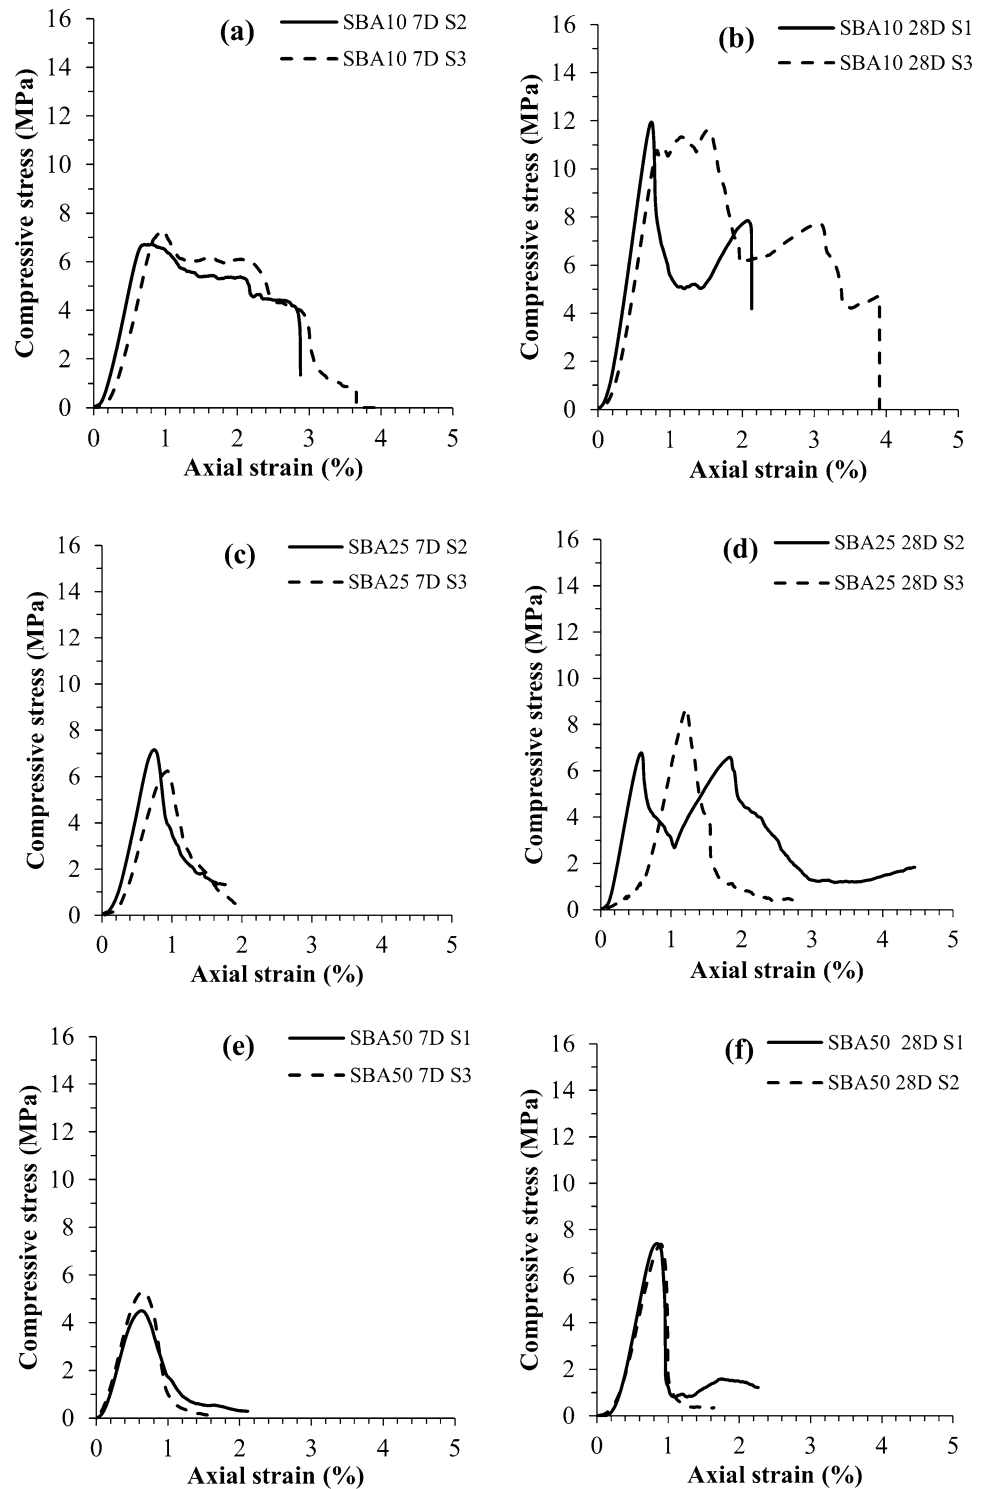 (a)
SBA10 7D S2
SBA10 7D S3
Compressive stress (MPa)
16
14
12
10
8
6
4
2
0
0 1 2 3 4 5
Axial strain (%)
(b)
SBA10 28D S1
SBA10 28D S3
Compressive stress (MPa)
16
14
12
10
8
6
4
2
0
0 1 2 3 4 5
Axial strain (%)
(c)
SBA25 7D S2
SBA25 7D S3
Compressive stress (MPa)
16
14
12
10
8
6
4
2
0
0 1 2 3 4 5
Axial strain (%)
(d)
SBA25 28D S2
SBA25 28D S3
Compressive stress (MPa)
16
14
12
10
8
6
4
2
0
0 1 2 3 4 5
Axial strain (%)
(e)
SBA50 7D S1
SBA50 7D S3
Compressive stress (MPa)
16
14
12
10
8
6
4
2
0
0 1 2 3 4 5
Axial strain (%)
(f)
SBA50 28D S1
SBA50 28D S2
Compressive stress (MPa)
16
14
12
10
8
6
4
2
0
0 1 2 3 4 5
Axial strain (%)